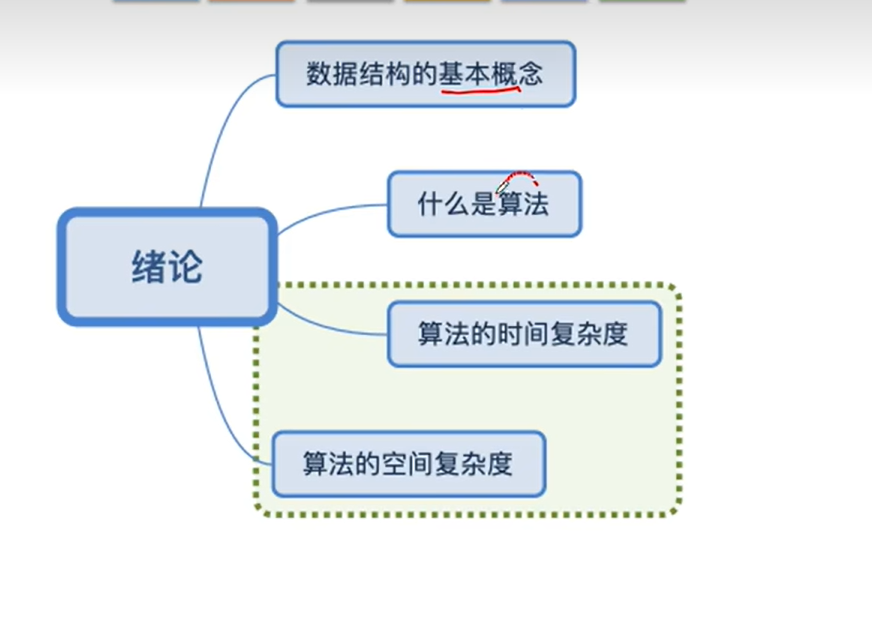 数据结构的基本概念
什么是算法
绪论
算法的时间复杂度
算法的空间复杂度